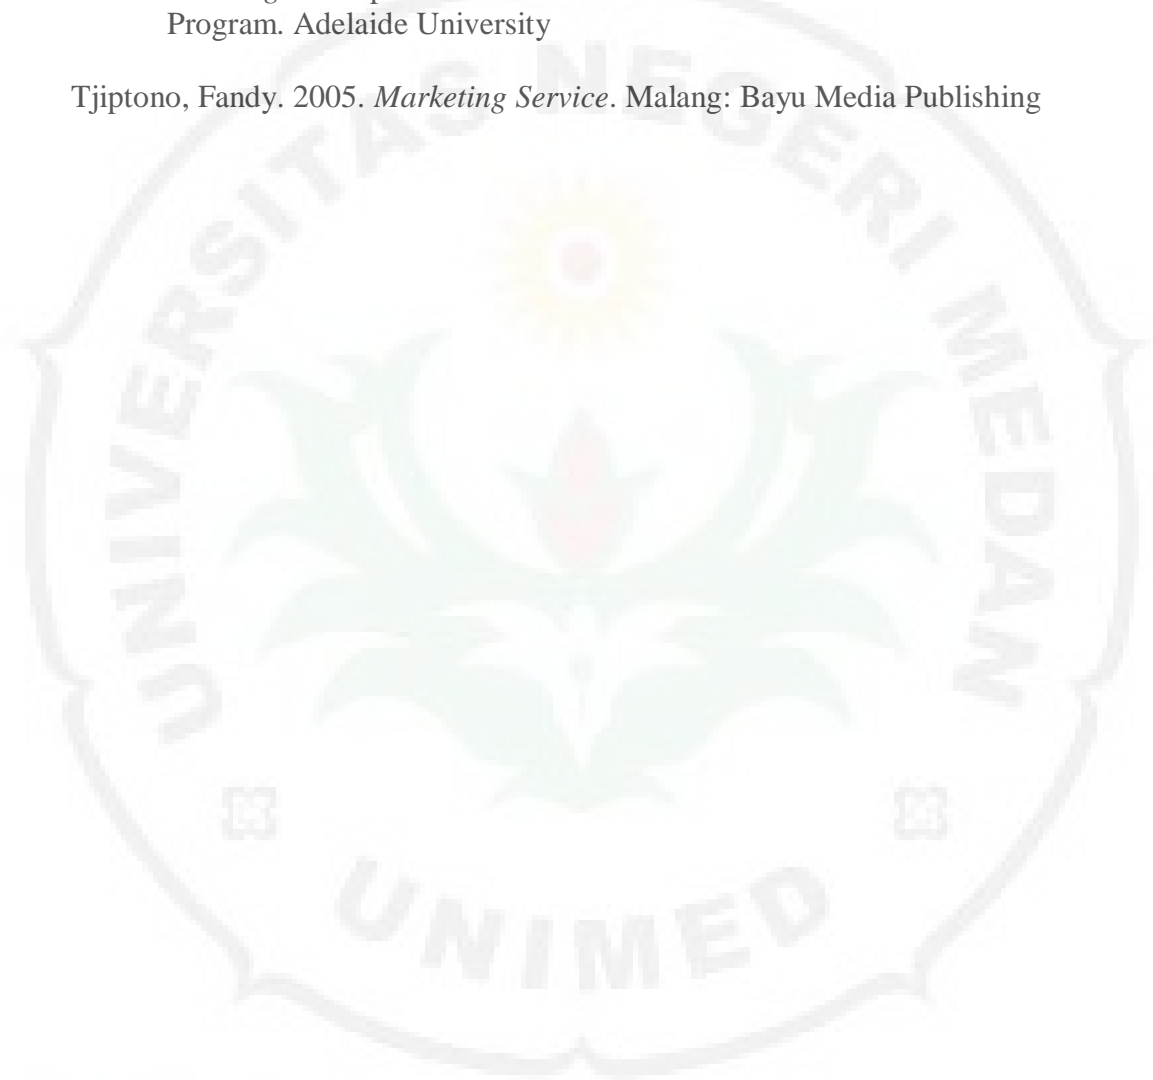 Program. Adelaide University
Tjiptono, Fandy. 2005. Marketing Service. Malang: Bayu Media Publishing
UNIVERSITAS NEGERI MEDAN
UNIMED